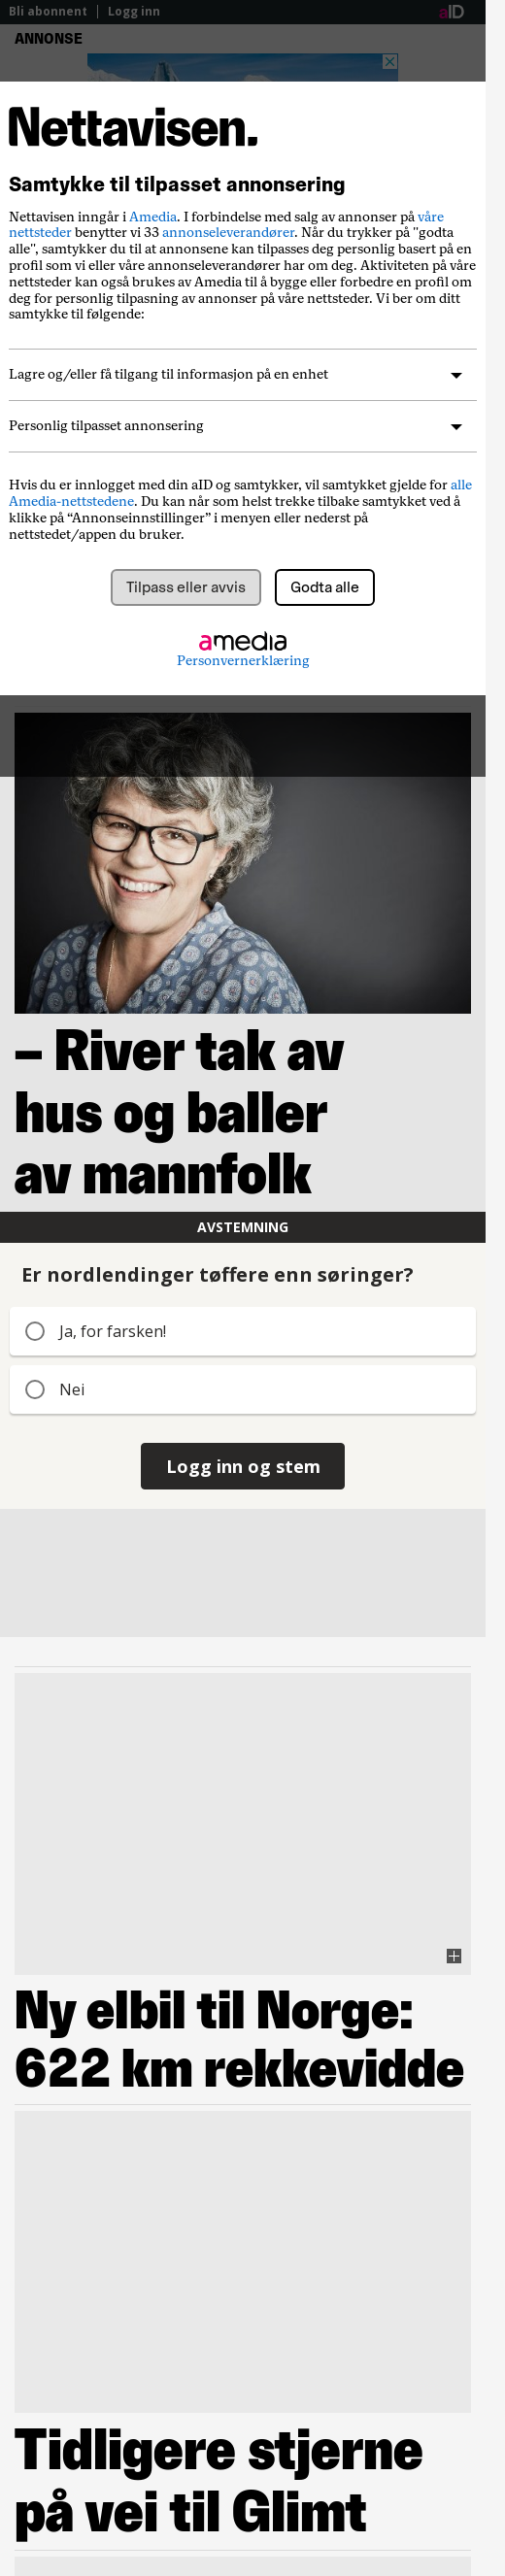 Bli abonnent | Logg inn
aID
ANNONSE
Nettavisen.
Samtykke til tilpasset annonsering
Nettavisen inngår i Amedia. I forbindelse med salg av annonser på våre
nettsteder benytter vi 33 annonseleverandører. Når du trykker på "godta
alle", samtykker du til at annonsene kan tilpasses deg personlig basert på en
profil som vi eller våre annonseleverandører har om deg. Aktiviteten på våre
nettsteder kan også brukes av Amedia til å bygge eller forbedre en profil om
deg for personlig tilpasning av annonser på våre nettsteder. Vi ber om ditt
samtykke til følgende:
Lagre og/eller få tilgang til informasjon på en enhet
Personlig tilpasset annonsering
Hvis du er innlogget med din aID og samtykker, vil samtykket gjelde for alle
Amedia-nettstedene. Du kan når som helst trekke tilbake samtykket ved å
klikke på “Annonseinnstillinger” i menyen eller nederst på
nettstedet/appen du bruker.
Tilpass eller avvis
Godta alle
amedia
Personvernerklæring
– River tak av
hus og baller
av mannfolk
AVSTEMNING
Er nordlendinger tøffere enn søringer?
Ja, for farsken!
Nei
Logg inn og stem
Ny elbil til Norge:
622 km rekkevidde
Tidligere stjerne
på vei til Glimt